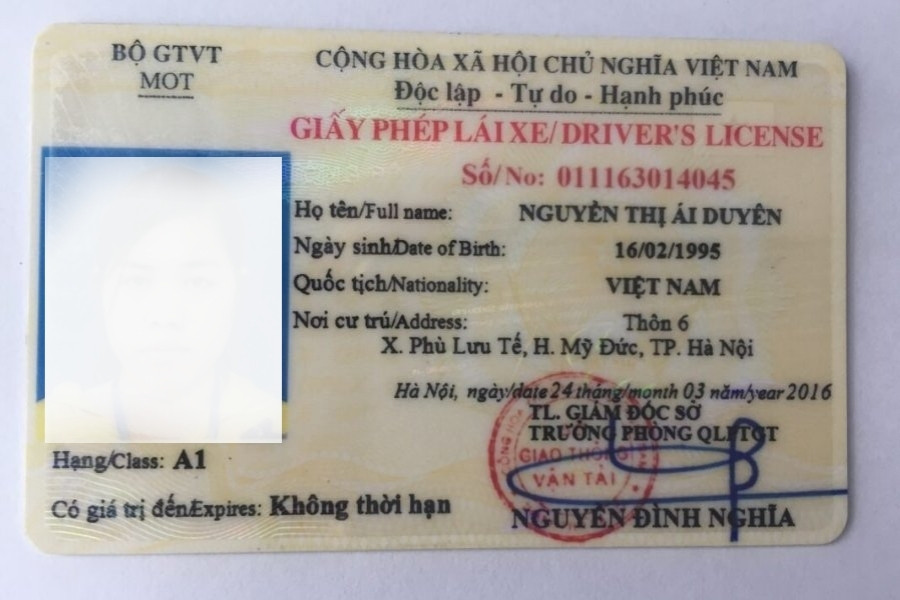 BỘ GTVT
MOT
CỘNG HÒA XÃ HỘI CHỦ NGHĨA VIỆT NAM
Độc lập - Tự do - Hạnh phúc
GIẤY PHÉP LÁI XE/ DRIVER'S LICENSE
Số/ No: 011163014045
Họ tên/Full name: NGUYỄN THỊ ÁI DUYÊN
Ngày sinh/Date of Birth: 16/02/1995
Quốc tịch/Nationality: VIỆT NAM
Nơi cư trú/Address: Thôn 6
X. Phù Lưu Tế, H. Mỹ Đức, TP. Hà Nội
Hà Nội, ngày/date 24 tháng/month 03 năm/year 2016
TL. GIÁM ĐỐC SỞ
TRƯỞNG PHÒNG QLPTGT
GIAO THÔNG
VẬN TẢI
Hạng/Class: A1
Có giá trị đến/Expires: Không thời hạn
NGUYỄN ĐÌNH NGHĨA